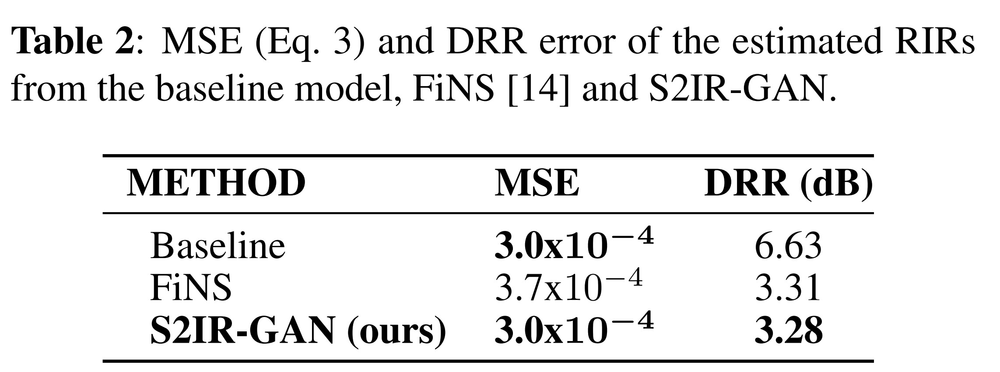 Table 2: MSE (Eq. 3) and DRR error of the estimated RIRs
from the baseline model, FiNS [14] and S2IR-GAN.
METHOD MSE DRR (dB)
Baseline 3.0x10⁻⁴ 6.63
FiNS 3.7x10⁻⁴ 3.31
S2IR-GAN (ours) 3.0x10⁻⁴ 3.28